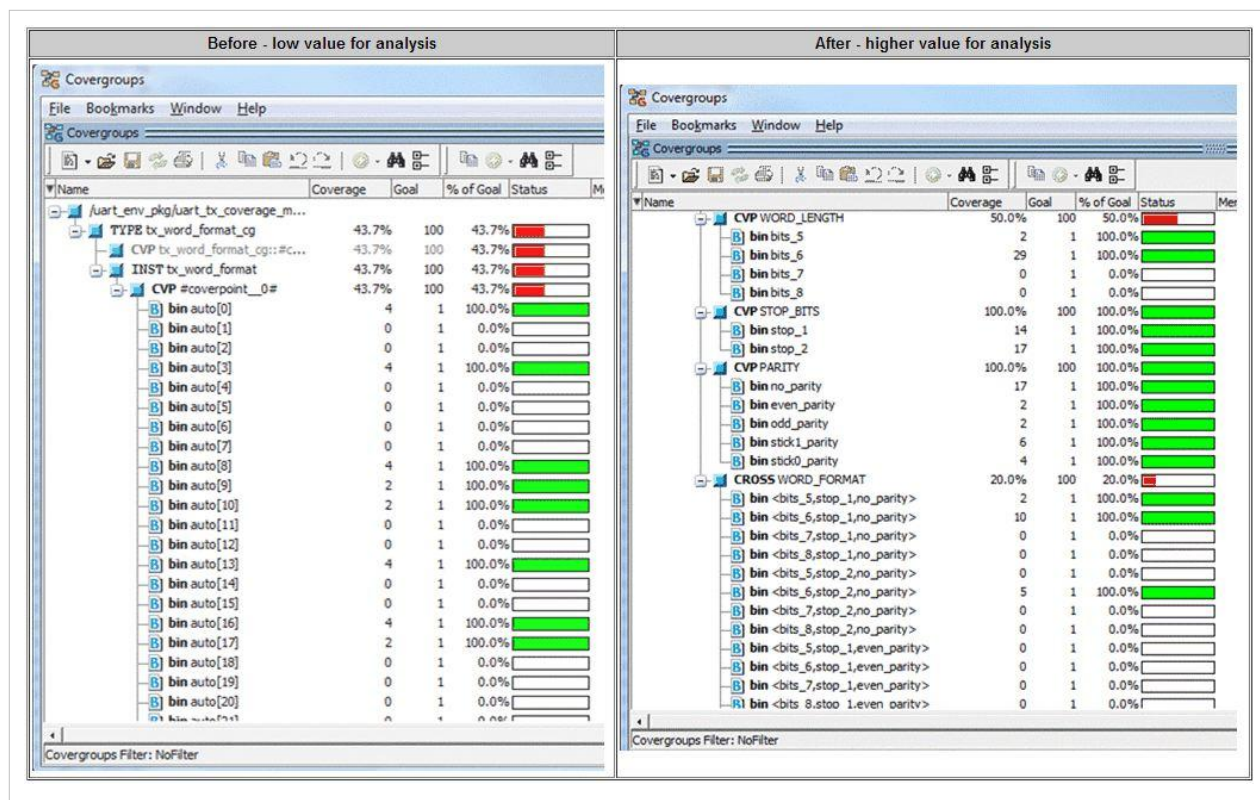 Before - low value for analysis
After - higher value for analysis
Covergroups
File Bookmarks Window Help
Covergroups
Name Coverage Goal % of Goal Status
/uart_env_pkg/uart_tx_coverage_m...
TYPE tx_word_format_cg 43.7% 100 43.7%
CVP tx_word_format_cg::#c... 43.7% 100 43.7%
INST tx_word_format 43.7% 100 43.7%
CVP #coverpoint__0# 43.7% 100 43.7%
bin auto[0] 4 1 100.0%
bin auto[1] 0 1 0.0%
bin auto[2] 0 1 0.0%
bin auto[3] 4 1 100.0%
bin auto[4] 0 1 0.0%
bin auto[5] 0 1 0.0%
bin auto[6] 0 1 0.0%
bin auto[7] 0 1 0.0%
bin auto[8] 4 1 100.0%
bin auto[9] 2 1 100.0%
bin auto[10] 2 1 100.0%
bin auto[11] 0 1 0.0%
bin auto[12] 0 1 0.0%
bin auto[13] 4 1 100.0%
bin auto[14] 0 1 0.0%
bin auto[15] 0 1 0.0%
bin auto[16] 4 1 100.0%
bin auto[17] 2 1 100.0%
bin auto[18] 0 1 0.0%
bin auto[19] 0 1 0.0%
bin auto[20] 0 1 0.0%
Covergroups Filter: NoFilter
Covergroups
File Bookmarks Window Help
Covergroups
Name Coverage Goal % of Goal Status Mer
CVP WORD_LENGTH 50.0% 100 50.0%
bin bits_5 2 1 100.0%
bin bits_6 29 1 100.0%
bin bits_7 0 1 0.0%
bin bits_8 0 1 0.0%
CVP STOP_BITS 100.0% 100 100.0%
bin stop_1 14 1 100.0%
bin stop_2 17 1 100.0%
CVP PARITY 100.0% 100 100.0%
bin no_parity 17 1 100.0%
bin even_parity 2 1 100.0%
bin odd_parity 2 1 100.0%
bin stick1_parity 6 1 100.0%
bin stick0_parity 4 1 100.0%
CROSS WORD_FORMAT 20.0% 100 20.0%
bin <bits_5,stop_1,no_parity> 2 1 100.0%
bin <bits_6,stop_1,no_parity> 10 1 100.0%
bin <bits_7,stop_1,no_parity> 0 1 0.0%
bin <bits_8,stop_1,no_parity> 0 1 0.0%
bin <bits_5,stop_2,no_parity> 0 1 0.0%
bin <bits_6,stop_2,no_parity> 5 1 100.0%
bin <bits_7,stop_2,no_parity> 0 1 0.0%
bin <bits_8,stop_2,no_parity> 0 1 0.0%
bin <bits_5,stop_1,even_parity> 0 1 0.0%
bin <bits_6,stop_1,even_parity> 0 1 0.0%
bin <bits_7,stop_1,even_parity> 0 1 0.0%
bin <bits_8,stop_1,even_parity> 0 1 0.0%
Covergroups Filter: NoFilter